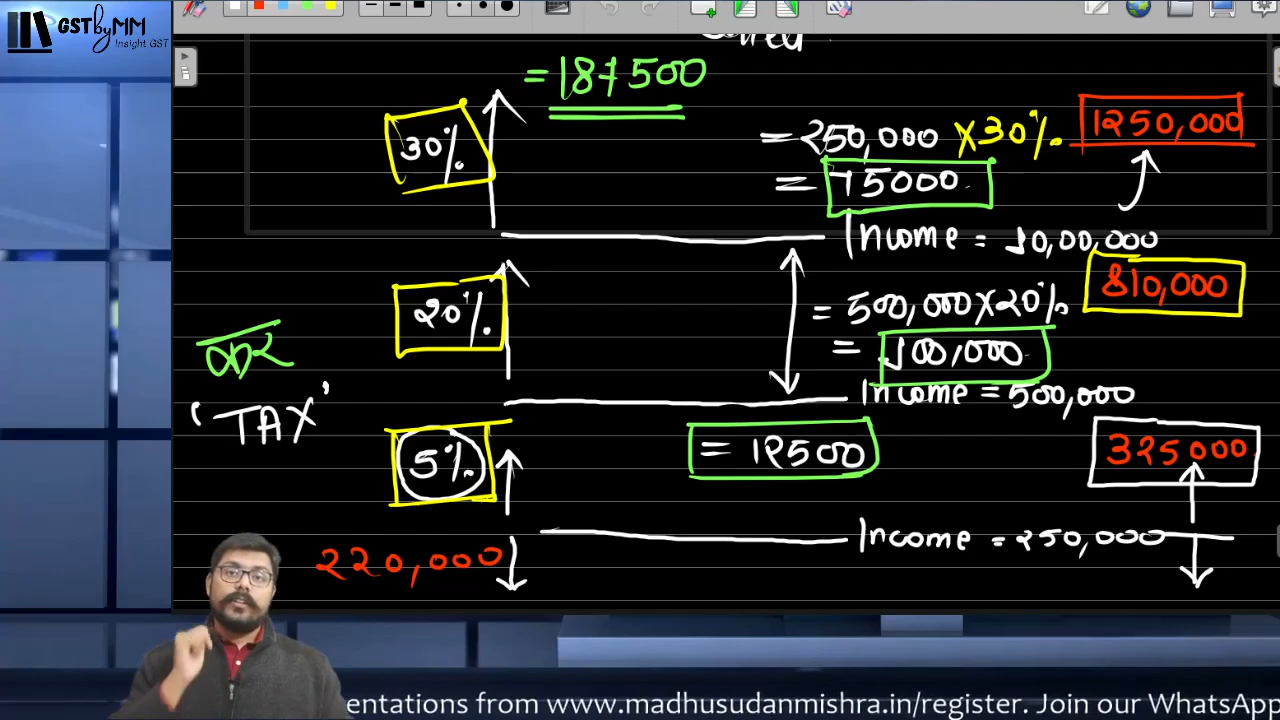 GSTbyMM
Insight GST
= 187500
30%
= 250,000 × 30%
1250,000
= 75000
Income = 10,00,000
810,000
20%
= 500,000 × 20%
= 100,000
Income = 500,000
'TAX'
5%
= 12500
325000
Income = 250,000
220,000
entations from www.madhusudanmishra.in/register. Join our WhatsApp